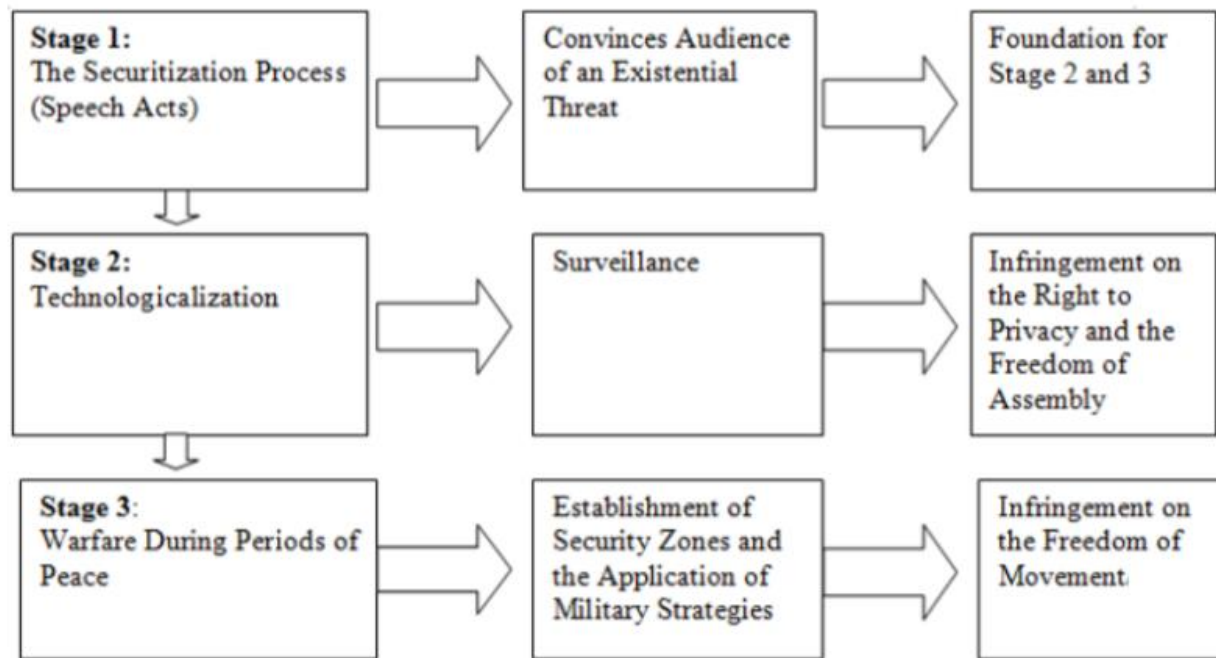 Stage 1:
The Securitization Process
(Speech Acts)
Convinces Audience
of an Existential
Threat
Foundation for
Stage 2 and 3
Stage 2:
Technologicalization
Surveillance
Infringement on
the Right to
Privacy and the
Freedom of
Assembly
Stage 3:
Warfare During Periods of
Peace
Establishment of
Security Zones and
the Application of
Military Strategies
Infringement on
the Freedom of
Movement